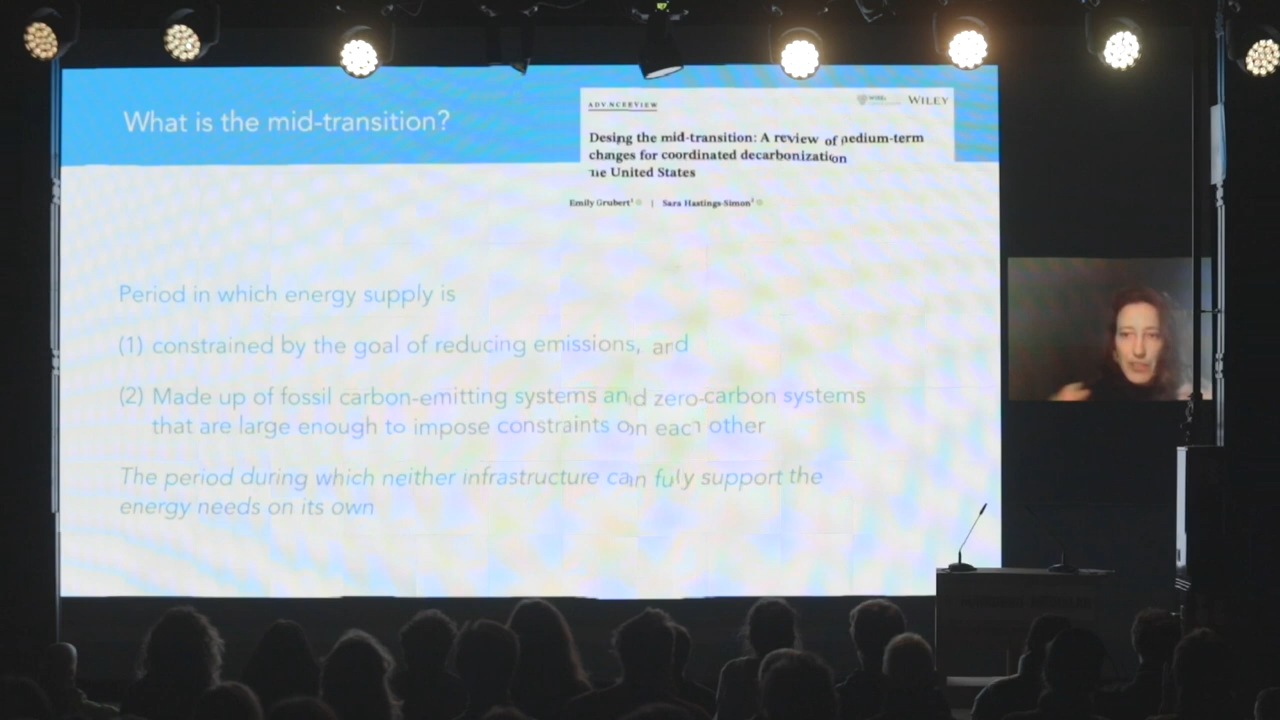 What is the mid-transition?
WILEY
Desing the mid-transition: A review of medium-term
changes for coordinated decarbonization
the United States
Emily Grubert¹ | Sara Hastings-Simon²
Period in which energy supply is
(1) constrained by the goal of reducing emissions, and
(2) Made up of fossil carbon-emitting systems and zero-carbon systems
that are large enough to impose constraints on each other
The period during which neither infrastructure can fully support the
energy needs on its own